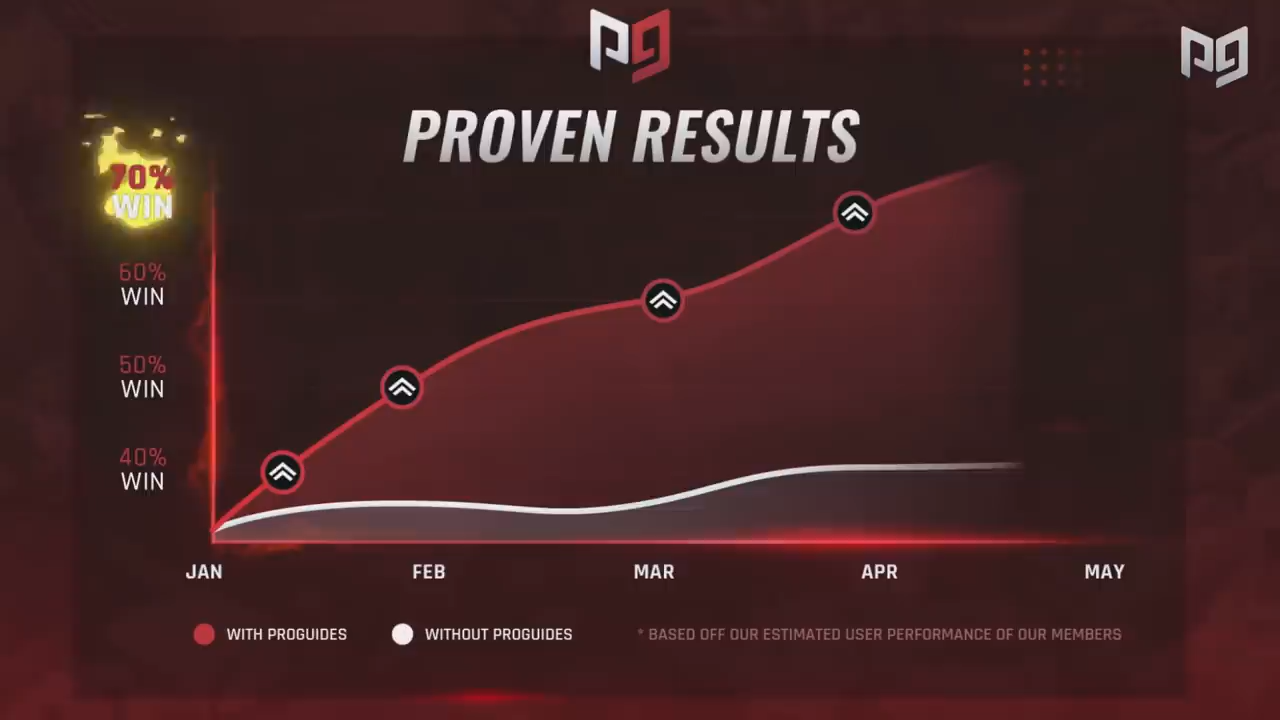 PG
PG
PROVEN RESULTS
70%
WIN
60%
WIN
50%
WIN
40%
WIN
JAN FEB MAR APR MAY
WITH PROGUIDES WITHOUT PROGUIDES * BASED OFF OUR ESTIMATED USER PERFORMANCE OF OUR MEMBERS